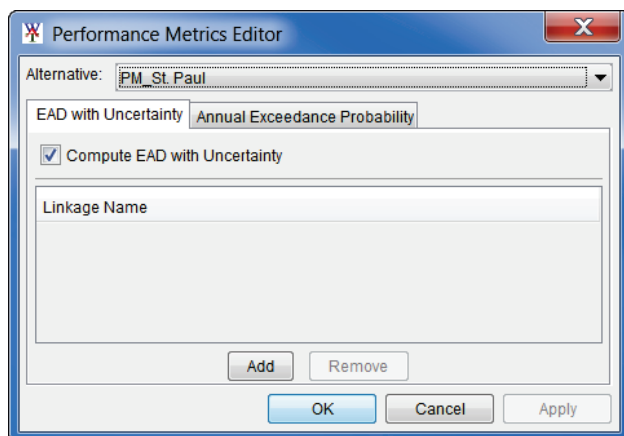 Performance Metrics Editor
Alternative: PM_St. Paul
EAD with Uncertainty Annual Exceedance Probability
Compute EAD with Uncertainty
Linkage Name
Add Remove
OK Cancel Apply